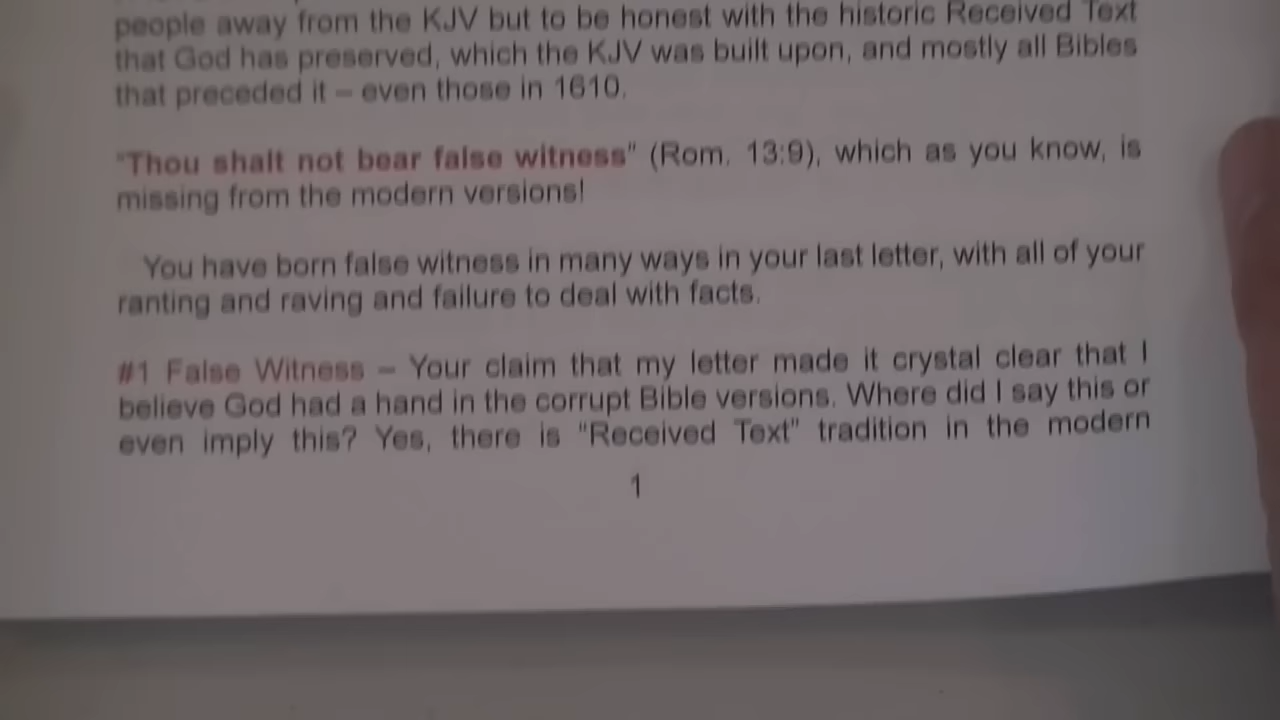 people away from the KJV but to be honest with the historic Received Text
that God has preserved, which the KJV was built upon, and mostly all Bibles
that preceded it – even those in 1610.
"Thou shalt not bear false witness" (Rom. 13:9), which as you know, is
missing from the modern versions!
You have born false witness in many ways in your last letter, with all of your
ranting and raving and failure to deal with facts.
#1 False Witness – Your claim that my letter made it crystal clear that I
believe God had a hand in the corrupt Bible versions. Where did I say this or
even imply this? Yes, there is "Received Text" tradition in the modern
1